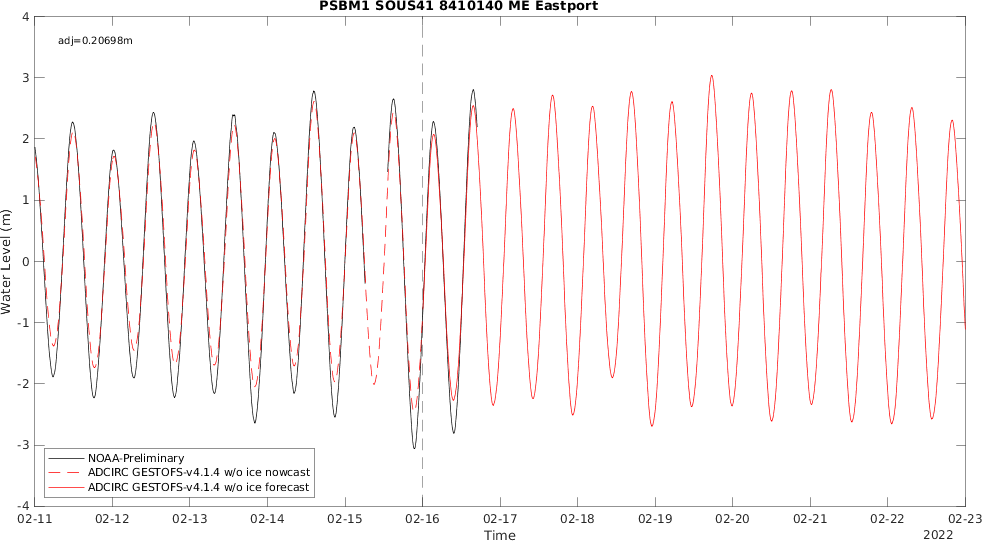 PSBM1 SOUS41 8410140 ME Eastport
adj=0.20698m
4
3
2
1
0
-1
-2
-3
-4
Water Level (m)
NOAA-Preliminary
ADCIRC GESTOFS-v4.1.4 w/o ice nowcast
ADCIRC GESTOFS-v4.1.4 w/o ice forecast
02-11 02-12 02-13 02-14 02-15 02-16 02-17 02-18 02-19 02-20 02-21 02-22 02-23
Time
2022